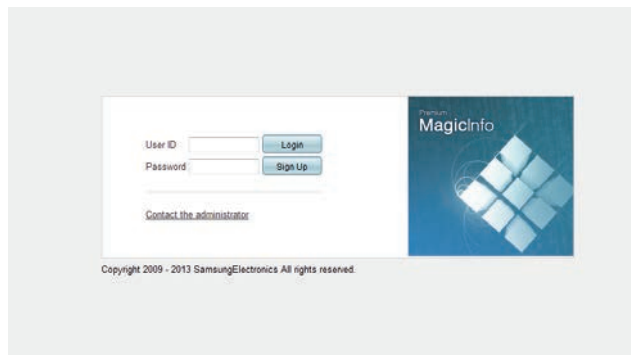 Premium
MagicInfo
User ID
Login
Password
Sign Up
Contact the administrator
Copyright 2009 - 2013 SamsungElectronics All rights reserved.